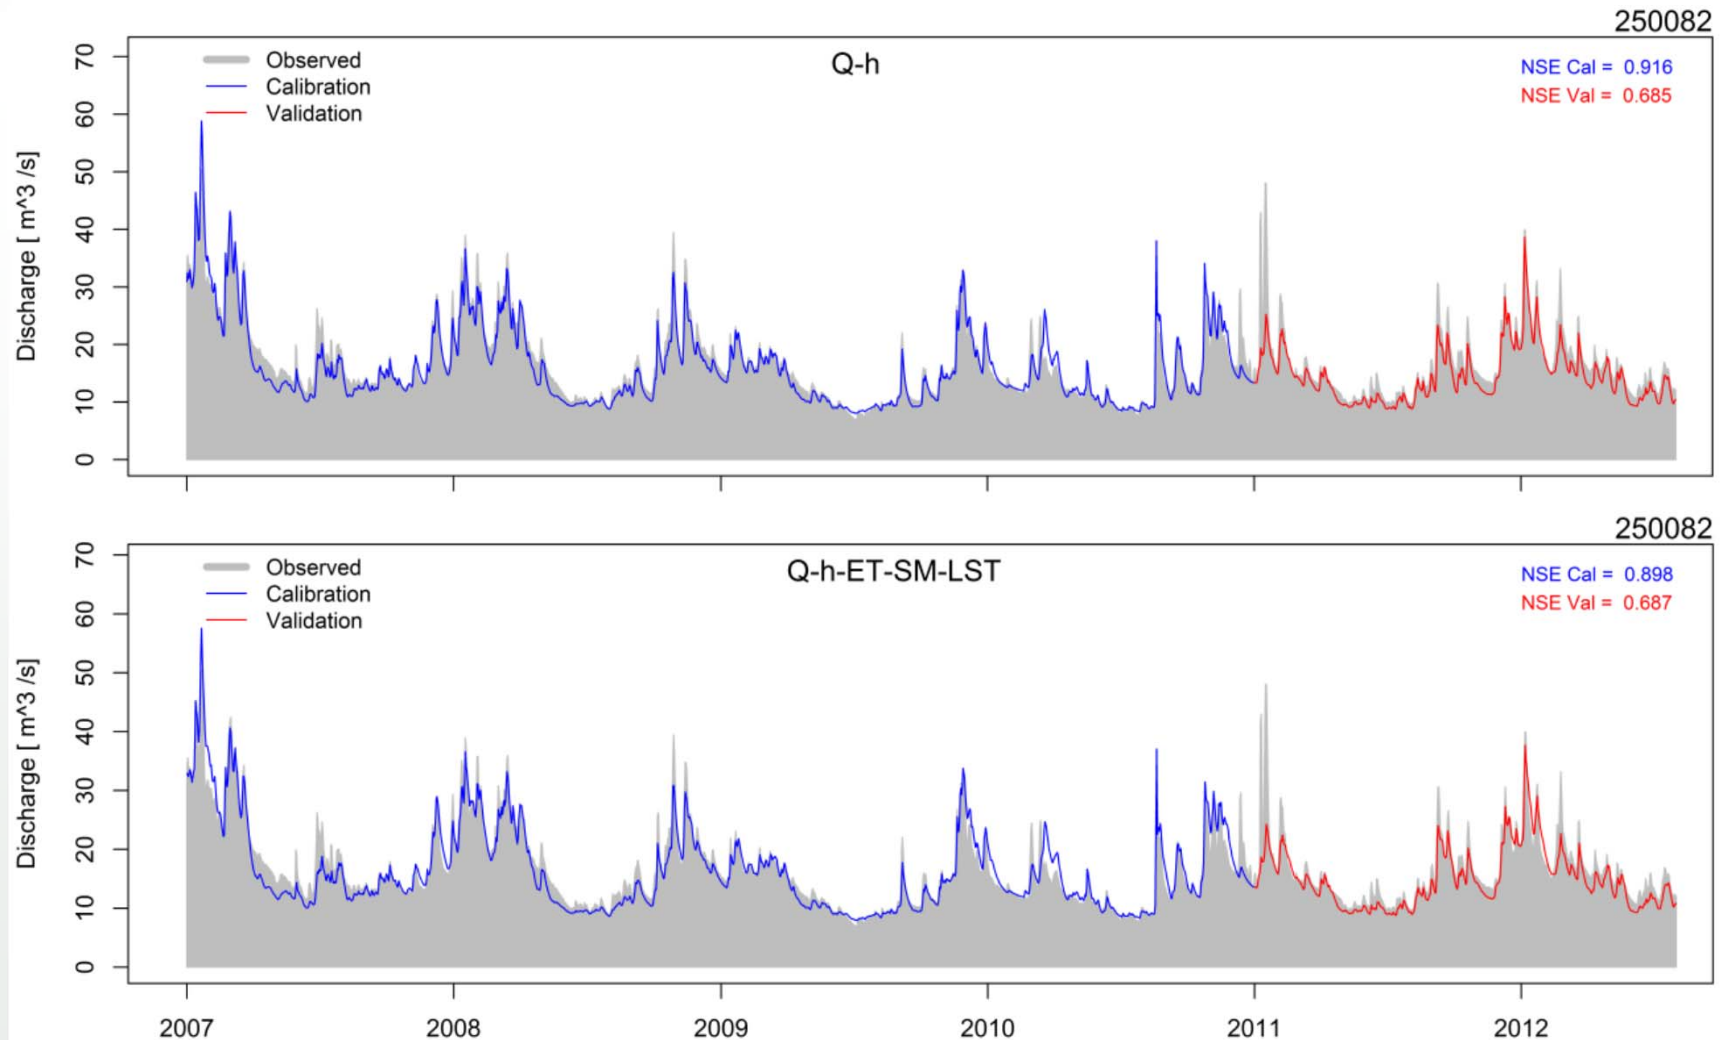 250082
Q-h
Observed
Calibration
Validation
NSE Cal = 0.916
NSE Val = 0.685
Discharge [ m^3 /s]
70
60
50
40
30
20
10
0
250082
Q-h-ET-SM-LST
Observed
Calibration
Validation
NSE Cal = 0.898
NSE Val = 0.687
Discharge [ m^3 /s]
70
60
50
40
30
20
10
0
2007 2008 2009 2010 2011 2012